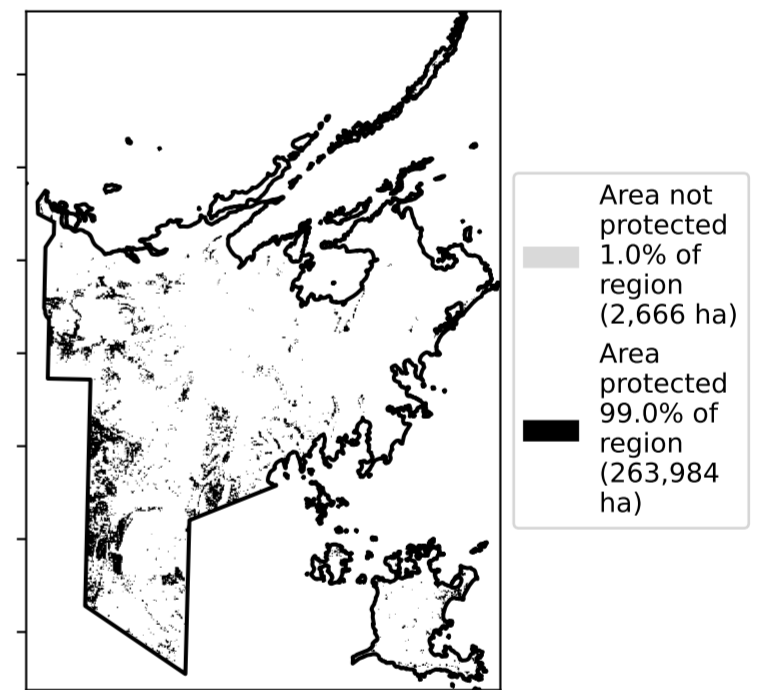 Area not
protected
1.0% of
region
(2,666 ha)
Area
protected
99.0% of
region
(263,984
ha)